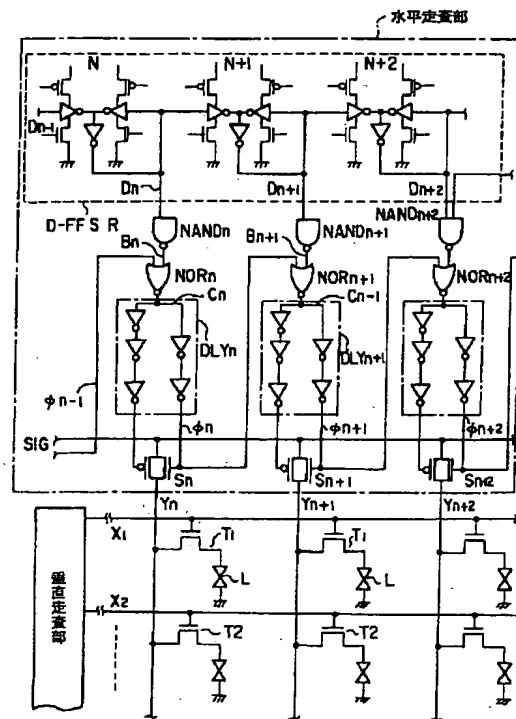 水平走査部
N
N+1
N+2
Dn-1
Dn
Dn+1
Dn+2
D-FF S R
NANDn
NANDn+1
NANDn+2
Bn
Bn+1
NORn
NORn+1
NORn+2
Cn
Cn-1
DLYn
DLYn+1
φn-1
φn
φn+1
φn+2
SIG
Sn
Sn+1
Sn+2
Yn
Yn+1
Yn+2
X1
T1
T1
L
L
垂直走査部
X2
T2
T2